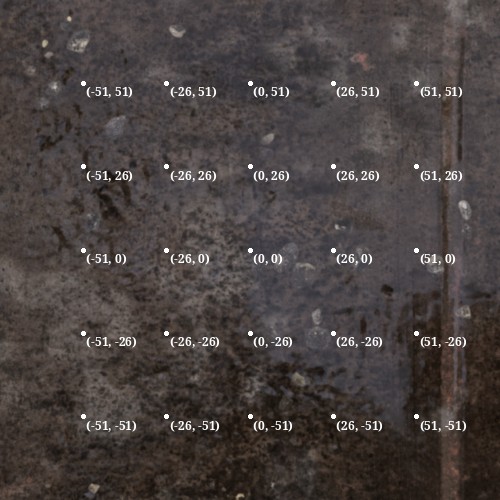 (-51, 51) (-26, 51) (0, 51) (26, 51) (51, 51)
(-51, 26) (-26, 26) (0, 26) (26, 26) (51, 26)
(-51, 0) (-26, 0) (0, 0) (26, 0) (51, 0)
(-51, -26) (-26, -26) (0, -26) (26, -26) (51, -26)
(-51, -51) (-26, -51) (0, -51) (26, -51) (51, -51)